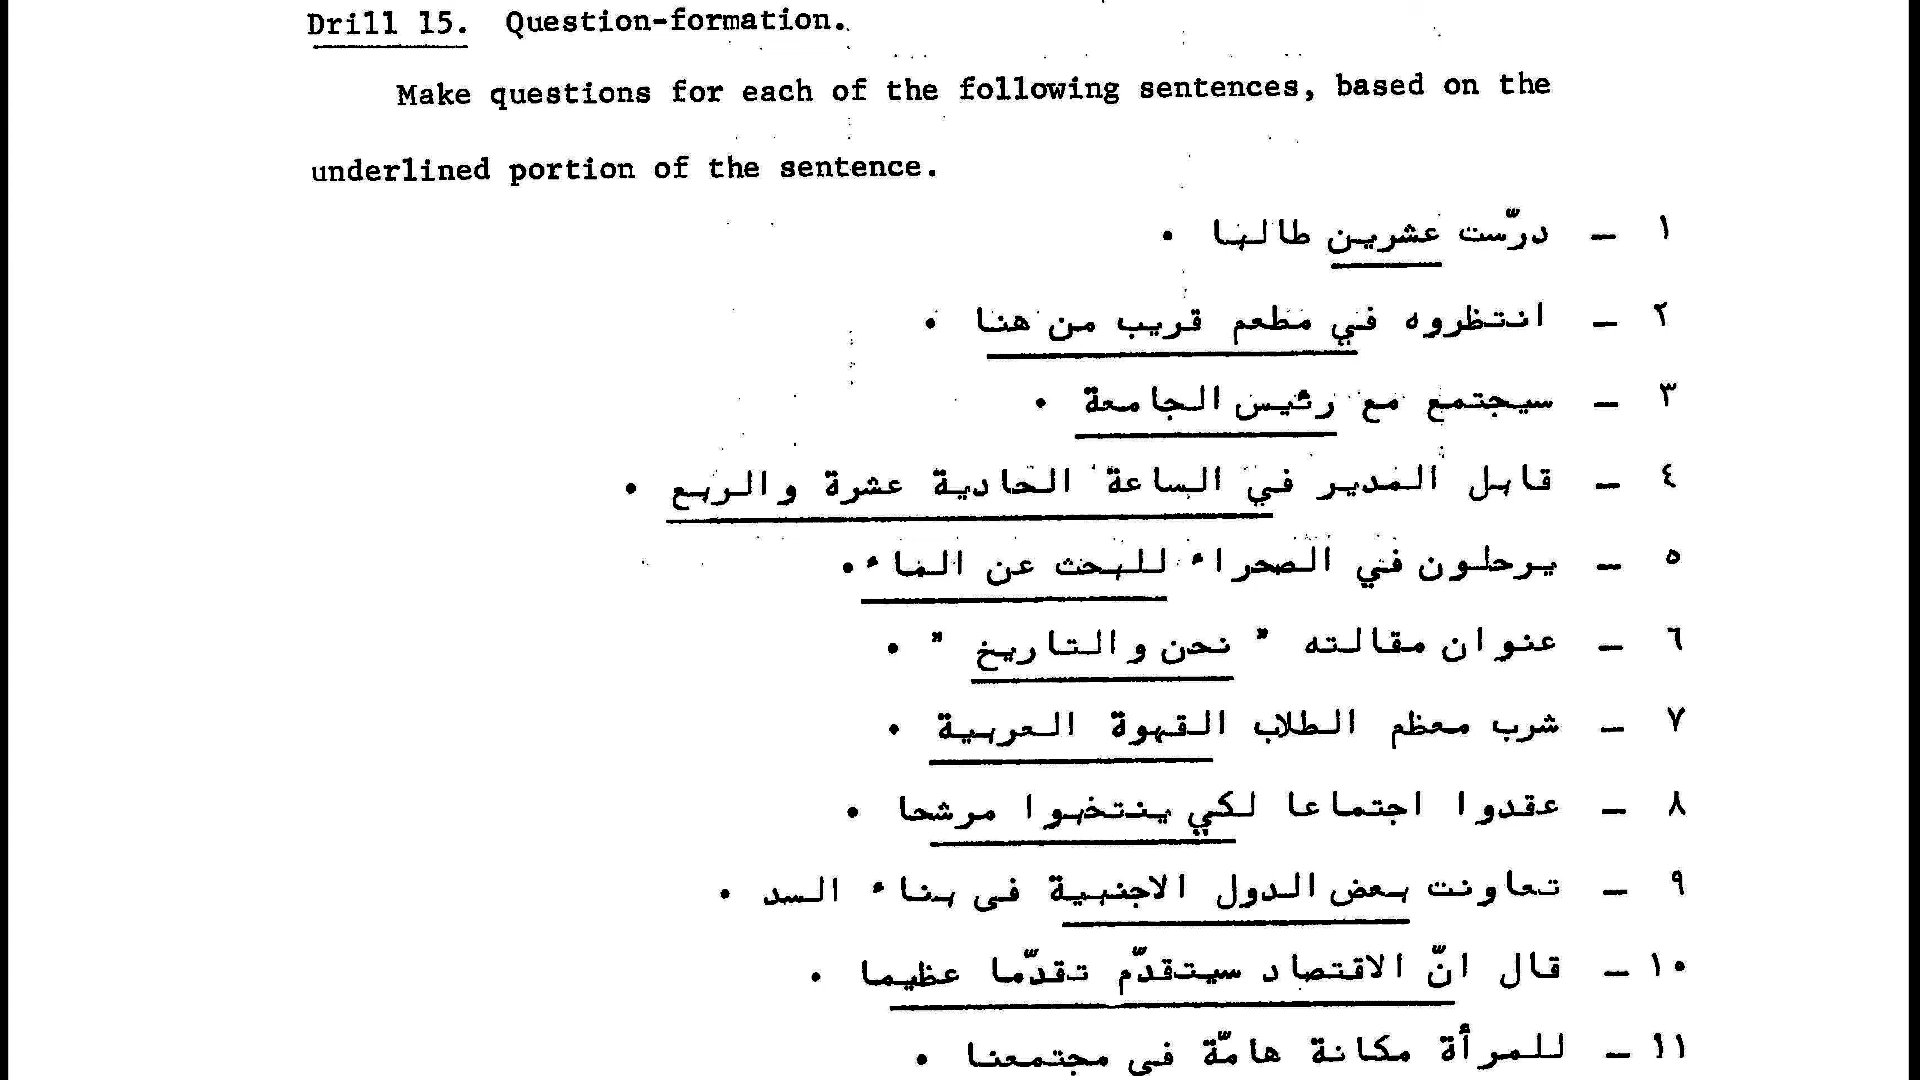 Drill 15. Question-formation.
Make questions for each of the following sentences, based on the
underlined portion of the sentence.
١ – درّست عشرين طالبا .
٢ – انتظروه في مطعم قريب من هنا .
٣ – سيجتمع مع رئيس الجامعة .
٤ – قابل المدير في الساعة الحادية عشرة والربع .
٥ – يرحلون في الصحراء للبحث عن الماء .
٦ – عنوان مقالته " نحن والتاريخ " .
٧ – شرب معظم الطلاب القهوة العربية .
٨ – عقدوا اجتماعا لكي ينتخبوا مرشحا .
٩ – تعاونت بعض الدول الاجنبية فى بناء السد .
١٠ – قال انّ الاقتصاد سيتقدّم تقدّما عظيما .
١١ – للمرأة مكانة هامّة فى مجتمعنا .